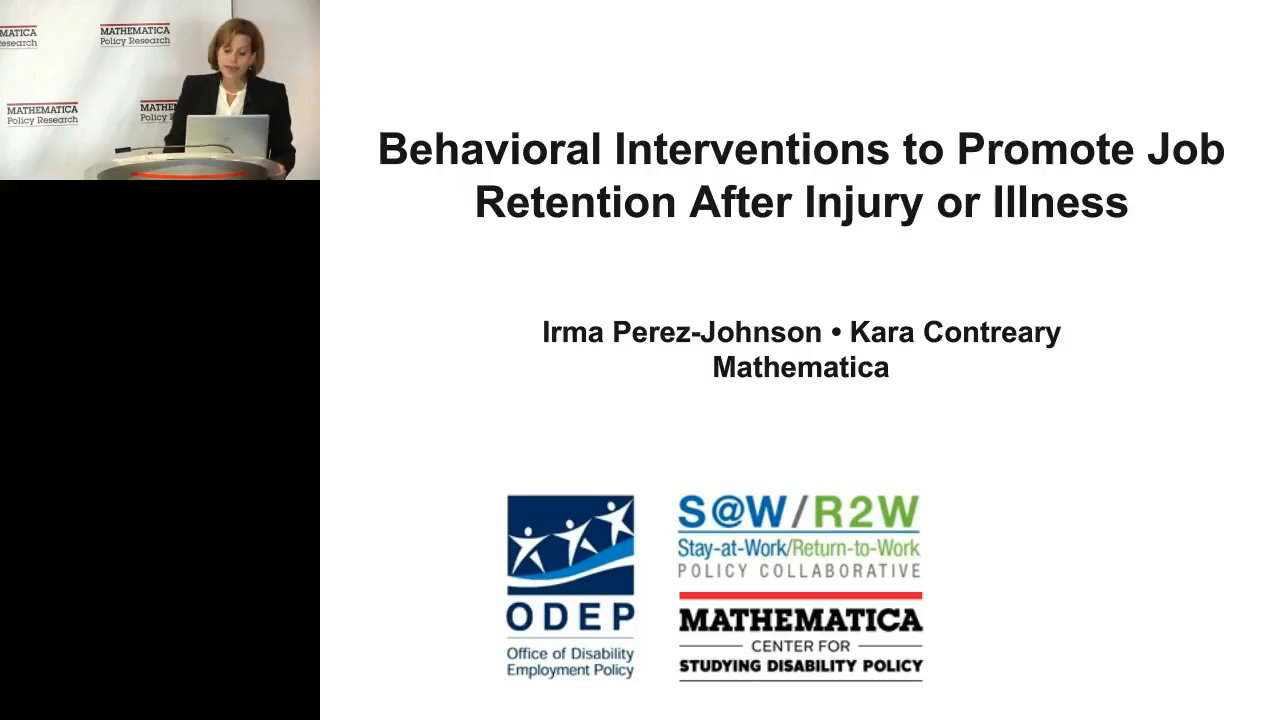 MATICA
esearch
MATHEMATICA
Policy Research
MATHEMATICA
Policy Research
MATHE
Policy
Behavioral Interventions to Promote Job
Retention After Injury or Illness
Irma Perez-Johnson • Kara Contreary
Mathematica
ODEP
Office of Disability
Employment Policy
S@W/R2W
Stay-at-Work/Return-to-Work
POLICY COLLABORATIVE
MATHEMATICA
CENTER FOR
STUDYING DISABILITY POLICY